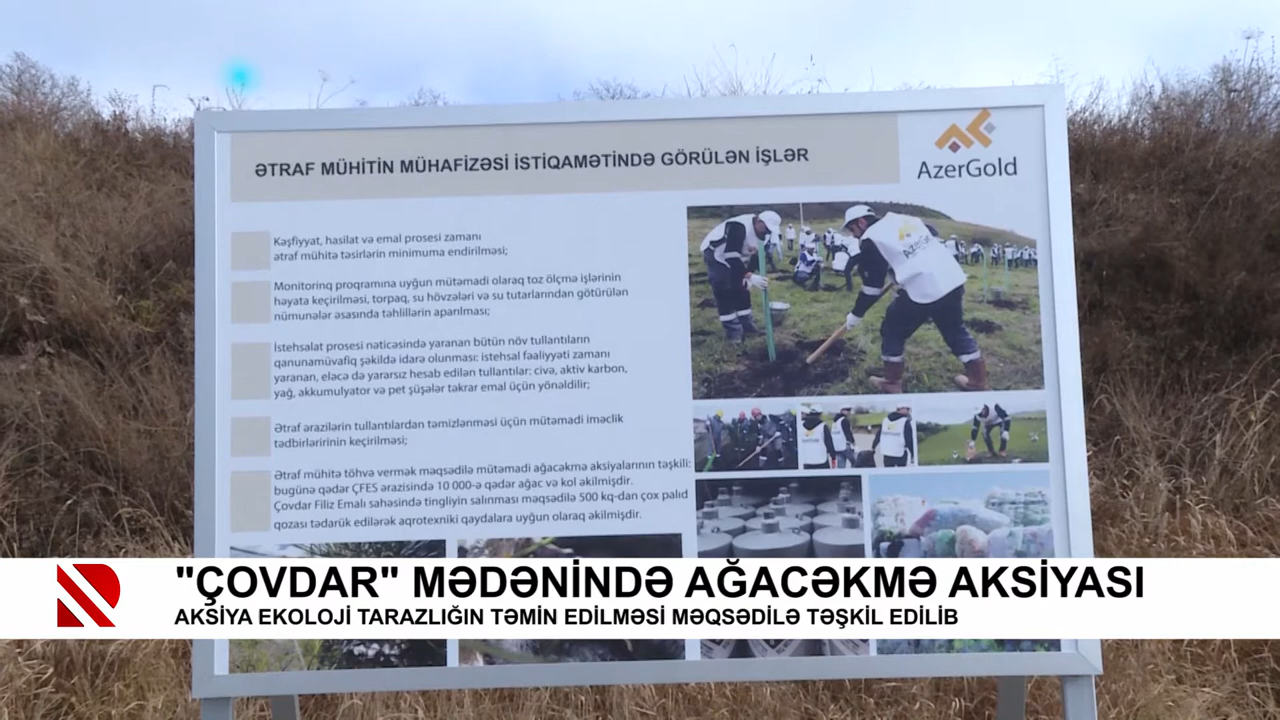 ƏTRAF MÜHİTİN MÜHAFİZƏSİ İSTİQAMƏTİNDƏ GÖRÜLƏN İŞLƏR
AzerGold
Kəşfiyyat, hasilat və emal prosesi zamanı
ətraf mühitə təsirlərin minimuma endirilməsi;
Monitorinq proqramına uyğun mütəmadi olaraq toz ölçmə işlərinin
həyata keçirilməsi, torpaq, su hövzələri və su tutarlarından götürülən
nümunələr əsasında təhlillərin aparılması;
İstehsalat prosesi nəticəsində yaranan bütün növ tullantıların
qanunamüvafiq şəkildə idarə olunması: istehsal fəaliyyəti zamanı
yaranan, eləcə də yararsız hesab edilən tullantılar: civə, aktiv karbon,
yağ, akkumulyator və pet şüşələr təkrar emal üçün yönəldilir;
Ətraf ərazilərin tullantılardan təmizlənməsi üçün mütəmadi iməclik
tədbirləririnin keçirilməsi;
Ətraf mühitə töhvə vermək məqsədilə mütəmadi ağacəkmə aksiyalarının təşkili:
bugünə qədər ÇFES ərazisində 10 000-ə qədər ağac və kol əkilmişdir.
Çovdar Filiz Emalı sahəsində tingliyin salınması məqsədilə 500 kq-dan çox palıd
qozası tədarük edilərək aqrotexniki qaydalara uyğun olaraq əkilmişdir.
AzerGold
"ÇOVDAR" MƏDƏNİNDƏ AĞACƏKMƏ AKSİYASI
AKSİYA EKOLOJİ TARAZLIĞIN TƏMİN EDİLMƏSİ MƏQSƏDİLƏ TƏŞKİL EDİLİB